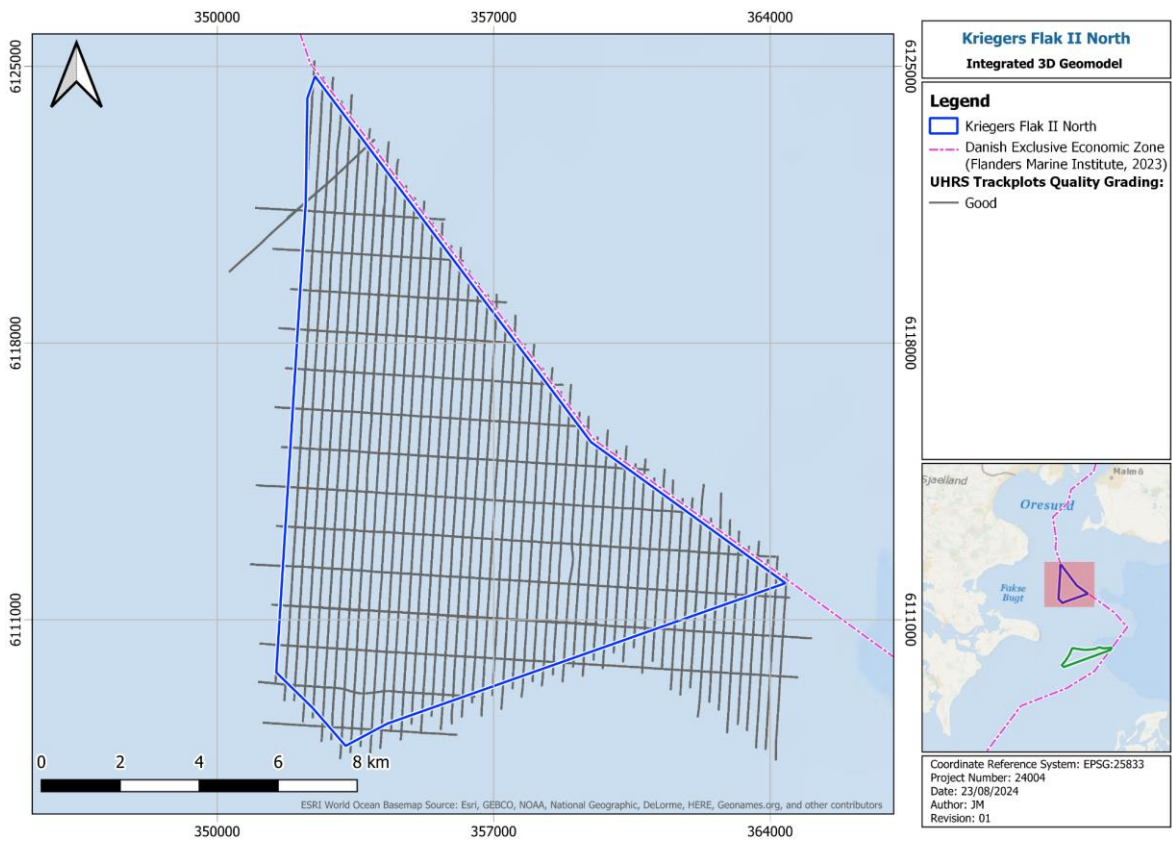 350000
357000
364000
6125000
6125000
6118000
6118000
6111000
6111000
0
2
4
6
8 km
ESRI World Ocean Basemap Source: Esri, GEBCO, NOAA, National Geographic, DeLorme, HERE, Geonames.org, and other contributors
350000
357000
364000
Kriegers Flak II North
Integrated 3D Geomodel
Legend
Kriegers Flak II North
Danish Exclusive Economic Zone
(Flanders Marine Institute, 2023)
UHRS Trackplots Quality Grading:
Good
Sjaelland
Malmö
Oresund
Fakse
Bugt
Coordinate Reference System: EPSG:25833
Project Number: 24004
Date: 23/08/2024
Author: JM
Revision: 01